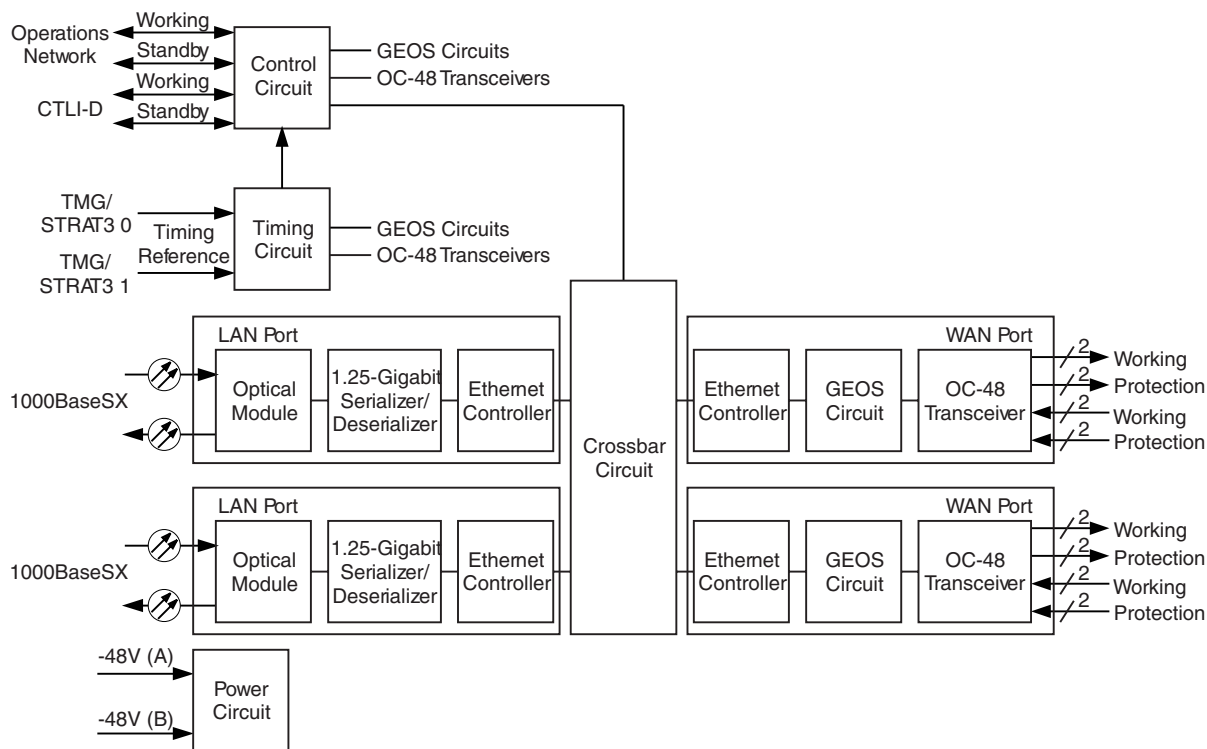 Operations
Network
Working
Standby
Working
CTLI-D
Standby
Control
Circuit
GEOS Circuits
OC-48 Transceivers
TMG/
STRAT3 0
Timing
Reference
TMG/
STRAT3 1
Timing
Circuit
GEOS Circuits
OC-48 Transceivers
LAN Port
1000BaseSX
Optical
Module
1.25-Gigabit
Serializer/
Deserializer
Ethernet
Controller
Crossbar
Circuit
WAN Port
Ethernet
Controller
GEOS
Circuit
OC-48
Transceiver
2
Working
2
Protection
2
Working
2
Protection
LAN Port
1000BaseSX
Optical
Module
1.25-Gigabit
Serializer/
Deserializer
Ethernet
Controller
WAN Port
Ethernet
Controller
GEOS
Circuit
OC-48
Transceiver
2
Working
2
Protection
2
Working
2
Protection
-48V (A)
-48V (B)
Power
Circuit